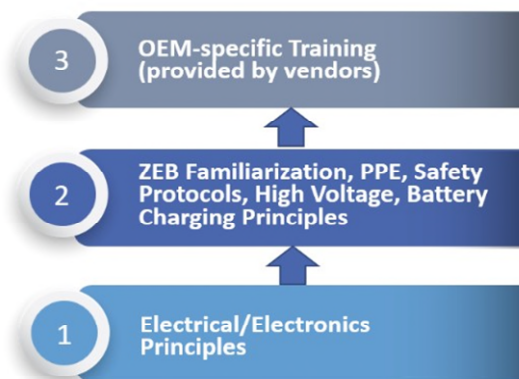 3
OEM-specific Training
(provided by vendors)
2
ZEB Familiarization, PPE, Safety
Protocols, High Voltage, Battery
Charging Principles
1
Electrical/Electronics
Principles